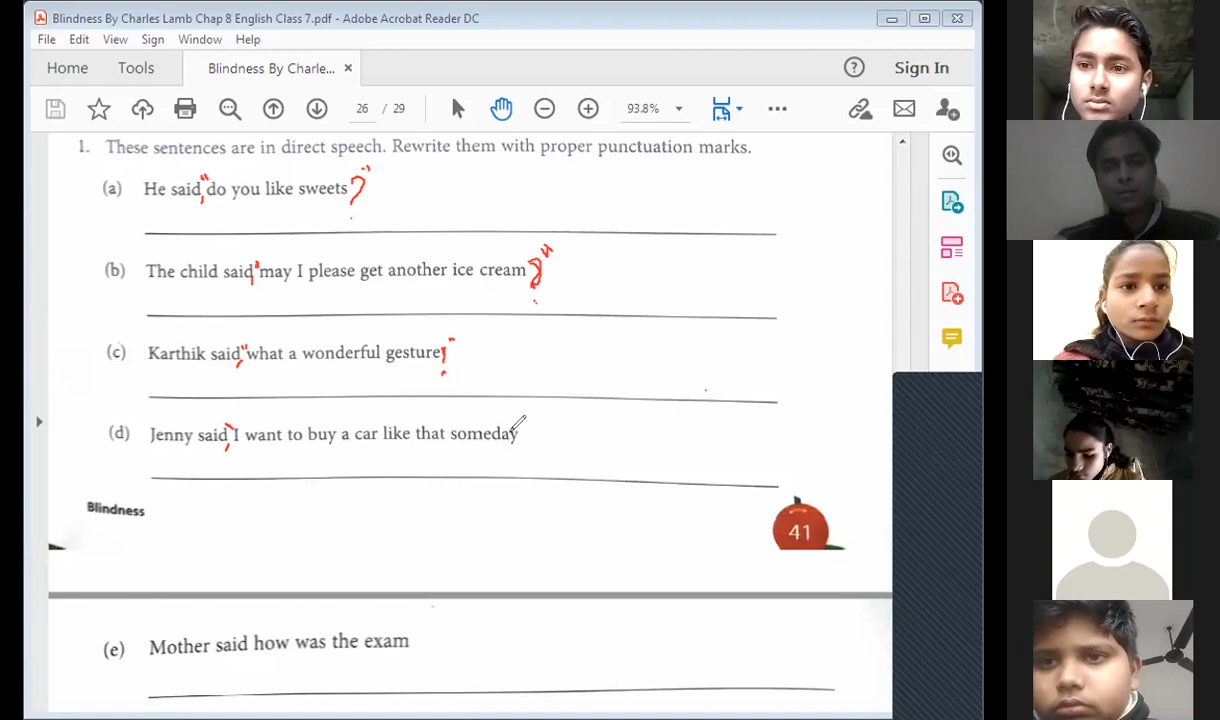 Blindness By Charles Lamb Chap 8 English Class 7.pdf - Adobe Acrobat Reader DC
File Edit View Sign Window Help
Home Tools Blindness By Charle... × Sign In
26 / 29 93.8%
1. These sentences are in direct speech. Rewrite them with proper punctuation marks.
(a) He said," do you like sweets ?"
(b) The child said," may I please get another ice cream ?"
(c) Karthik said," what a wonderful gesture !"
(d) Jenny said," I want to buy a car like that someday
Blindness
41
(e) Mother said how was the exam